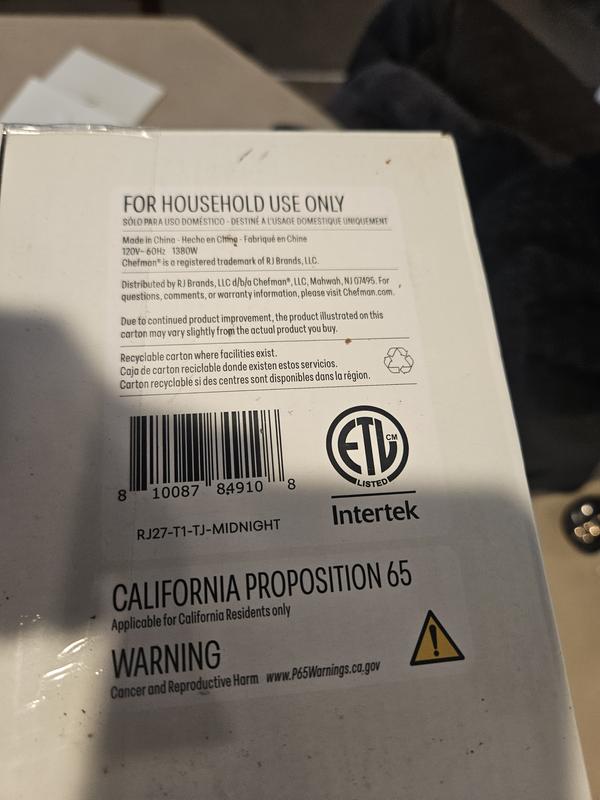 FOR HOUSEHOLD USE ONLY
SÓLO PARA USO DOMÉSTICO - DESTINÉ A L'USAGE DOMESTIQUE UNIQUEMENT
Made in China - Hecho en China - Fabriqué en Chine
120V~ 60Hz 1380W
Chefman® is a registered trademark of RJ Brands, LLC.
Distributed by RJ Brands, LLC d/b/a Chefman®, LLC, Mahwah, NJ 07495. For
questions, comments, or warranty information, please visit Chefman.com.
Due to continued product improvement, the product illustrated on this
carton may vary slightly from the actual product you buy.
Recyclable carton where facilities exist.
Caja de carton reciclable donde existen estos servicios.
Carton recyclable si des centres sont disponibles dans la région.
8 10087 84910 8
RJ27-T1-TJ-MIDNIGHT
ETL CM
LISTED
Intertek
CALIFORNIA PROPOSITION 65
Applicable for California Residents only
WARNING
Cancer and Reproductive Harm www.P65Warnings.ca.gov